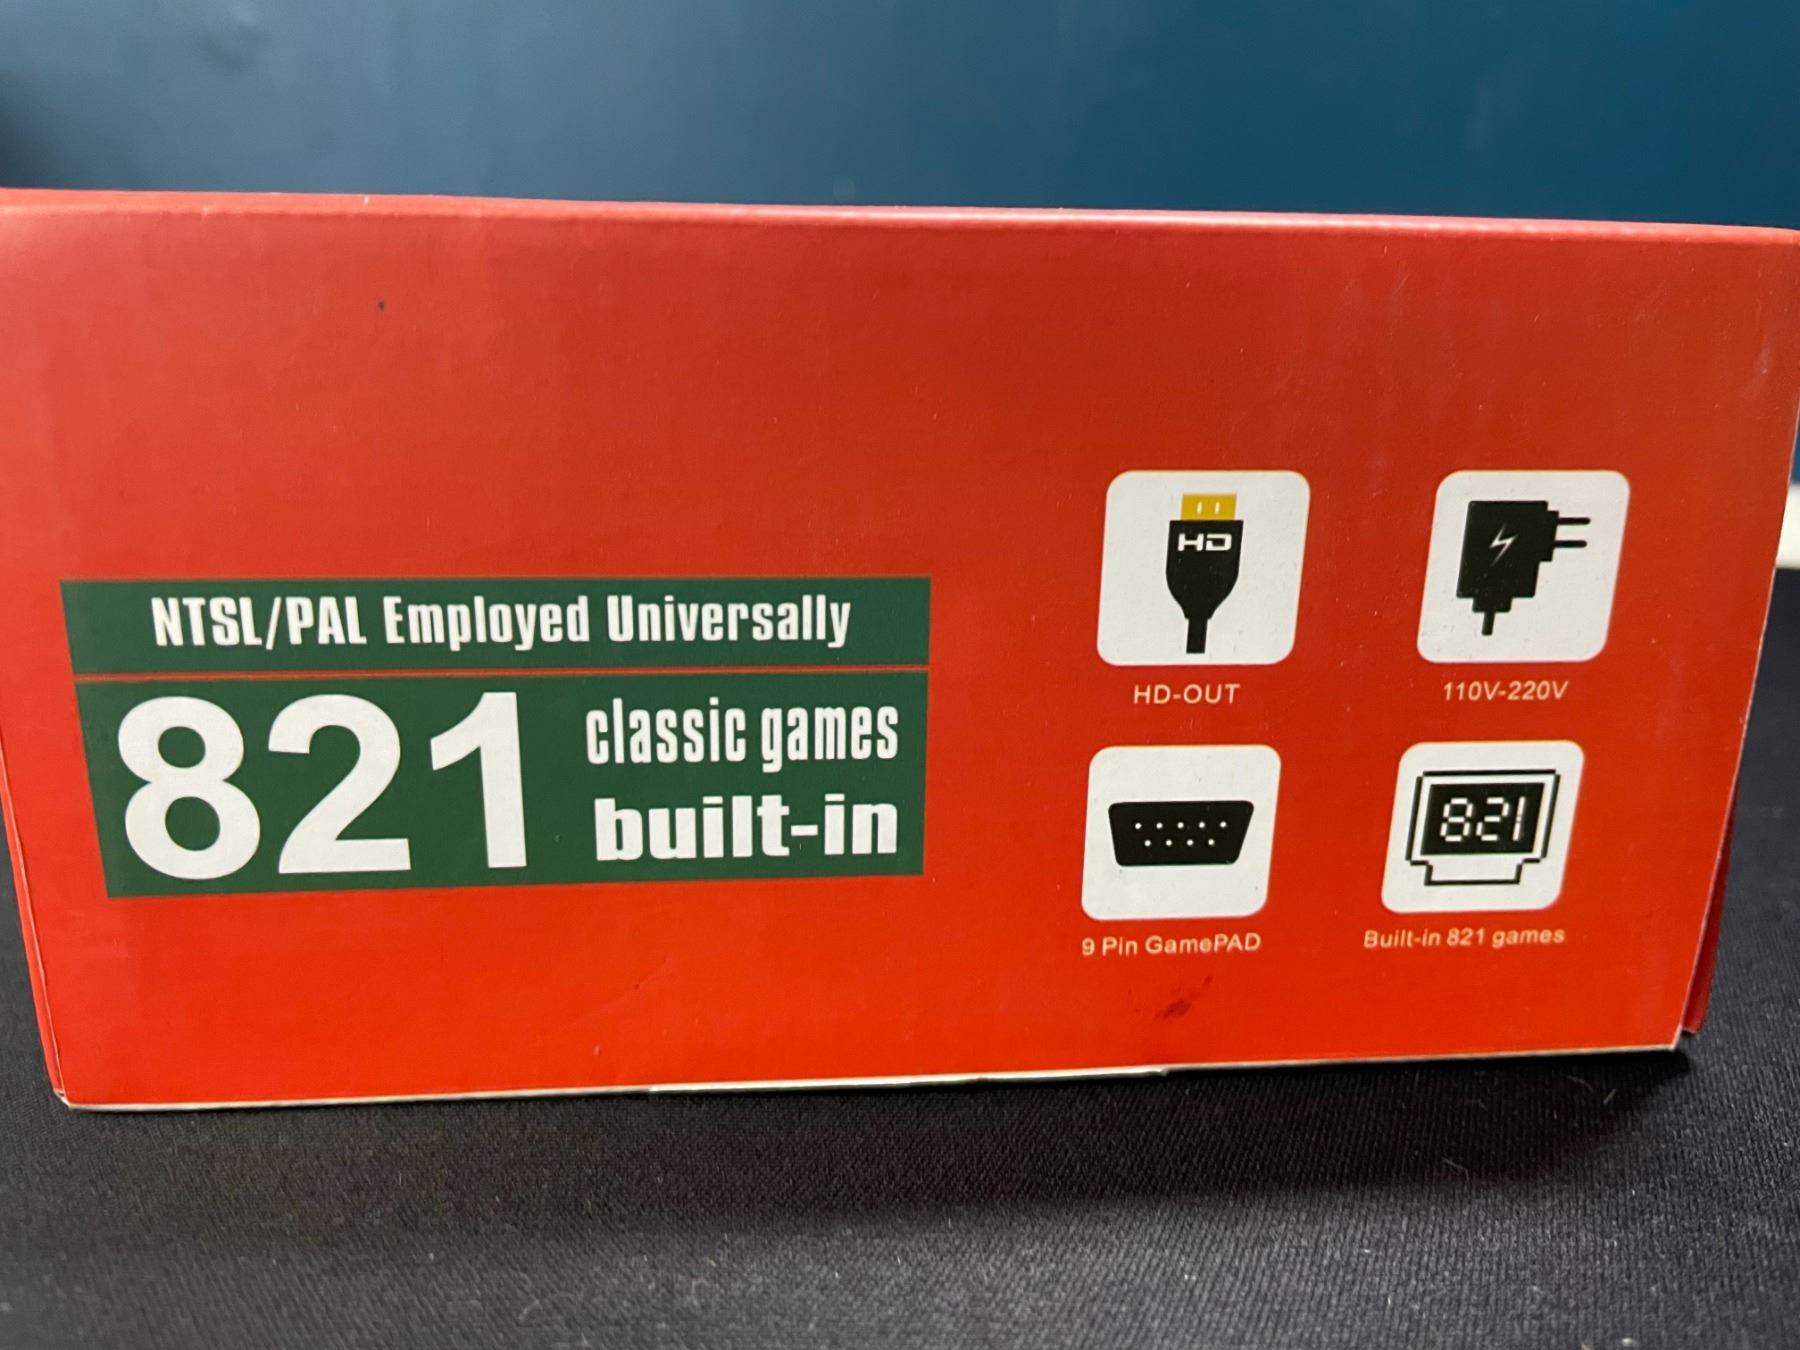 NTSL/PAL Employed Universally
821 classic games
built-in
HD
HD-OUT
110V-220V
9 Pin GamePAD
821
Built-in 821 games